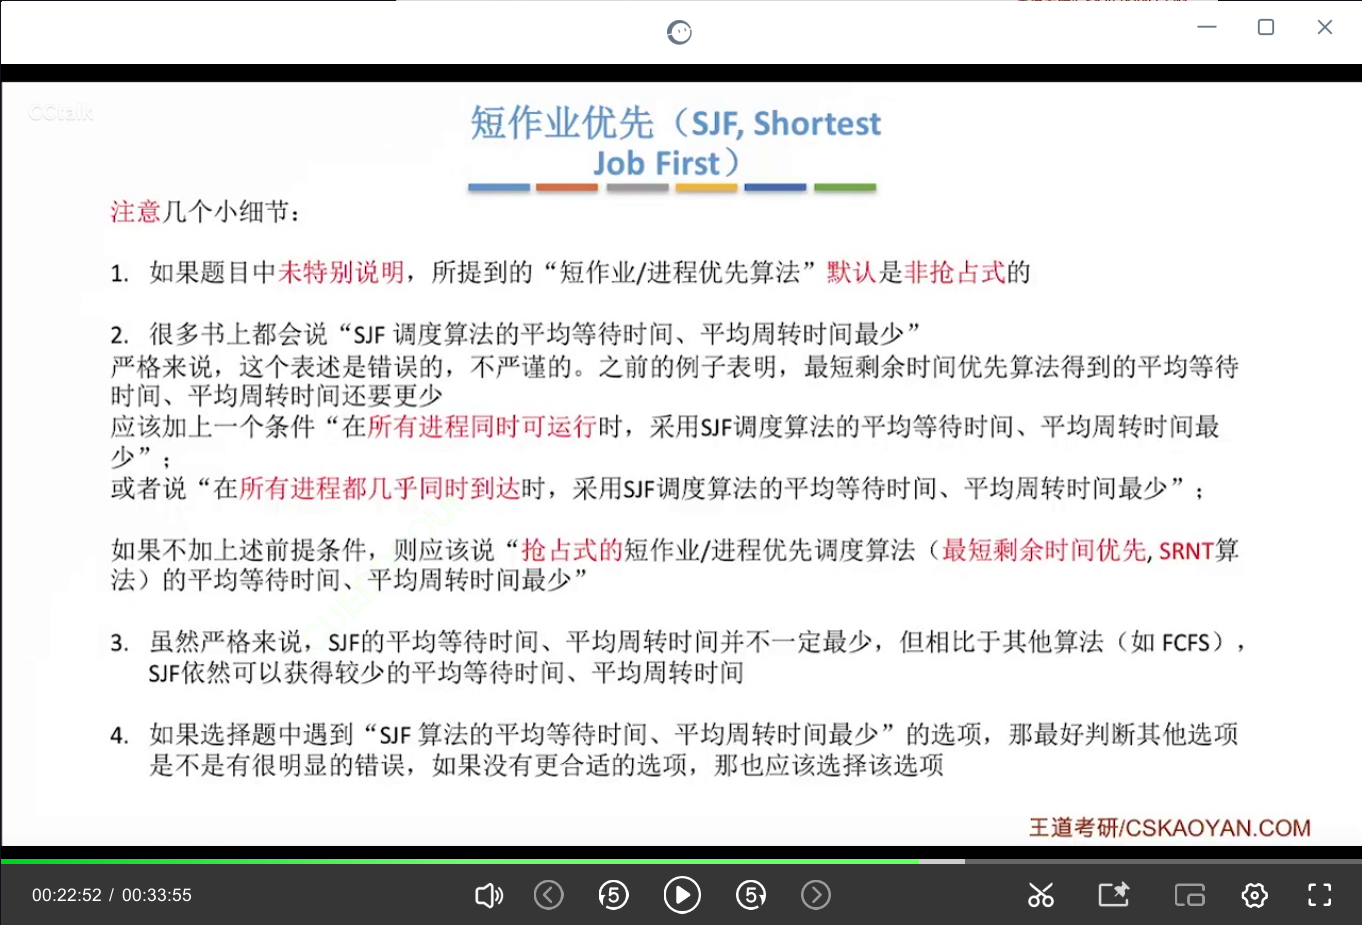 CCtalk
短作业优先（SJF, Shortest
Job First）
注意几个小细节：
1. 如果题目中未特别说明，所提到的“短作业/进程优先算法”默认是非抢占式的
2. 很多书上都会说“SJF 调度算法的平均等待时间、平均周转时间最少”
严格来说，这个表述是错误的，不严谨的。之前的例子表明，最短剩余时间优先算法得到的平均等待
时间、平均周转时间还要更少
应该加上一个条件“在所有进程同时可运行时，采用SJF调度算法的平均等待时间、平均周转时间最
少”；
或者说“在所有进程都几乎同时到达时，采用SJF调度算法的平均等待时间、平均周转时间最少”；
如果不加上述前提条件，则应该说“抢占式的短作业/进程优先调度算法（最短剩余时间优先, SRNT算
法）的平均等待时间、平均周转时间最少”
3. 虽然严格来说，SJF的平均等待时间、平均周转时间并不一定最少，但相比于其他算法（如 FCFS），
SJF依然可以获得较少的平均等待时间、平均周转时间
4. 如果选择题中遇到“SJF 算法的平均等待时间、平均周转时间最少”的选项，那最好判断其他选项
是不是有很明显的错误，如果没有更合适的选项，那也应该选择该选项
王道考研/CSKAOYAN.COM
00:22:52 / 00:33:55
5
5